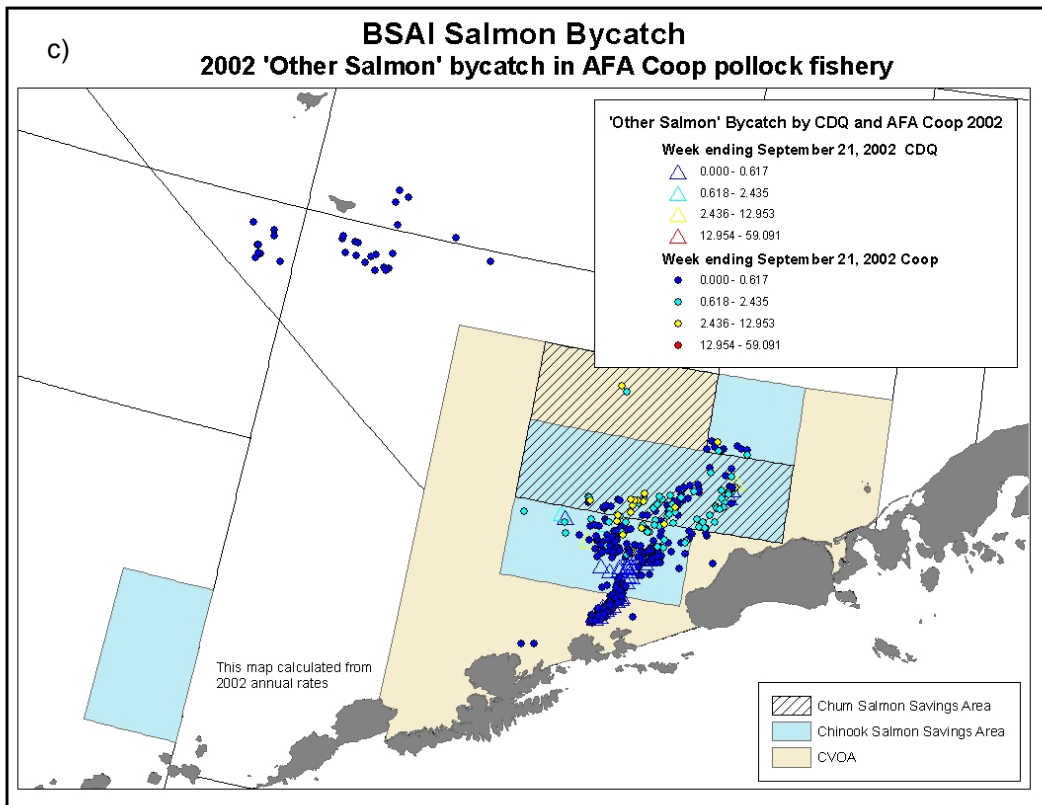 c)
BSAI Salmon Bycatch
2002 'Other Salmon' bycatch in AFA Coop pollock fishery
'Other Salmon' Bycatch by CDQ and AFA Coop 2002
Week ending September 21, 2002 CDQ
0.000 - 0.617
0.618 - 2.435
2.436 - 12.953
12.954 - 59.091
Week ending September 21, 2002 Coop
0.000 - 0.617
0.618 - 2.435
2.436 - 12.953
12.954 - 59.091
This map calculated from
2002 annual rates
Chum Salmon Savings Area
Chinook Salmon Savings Area
CVOA